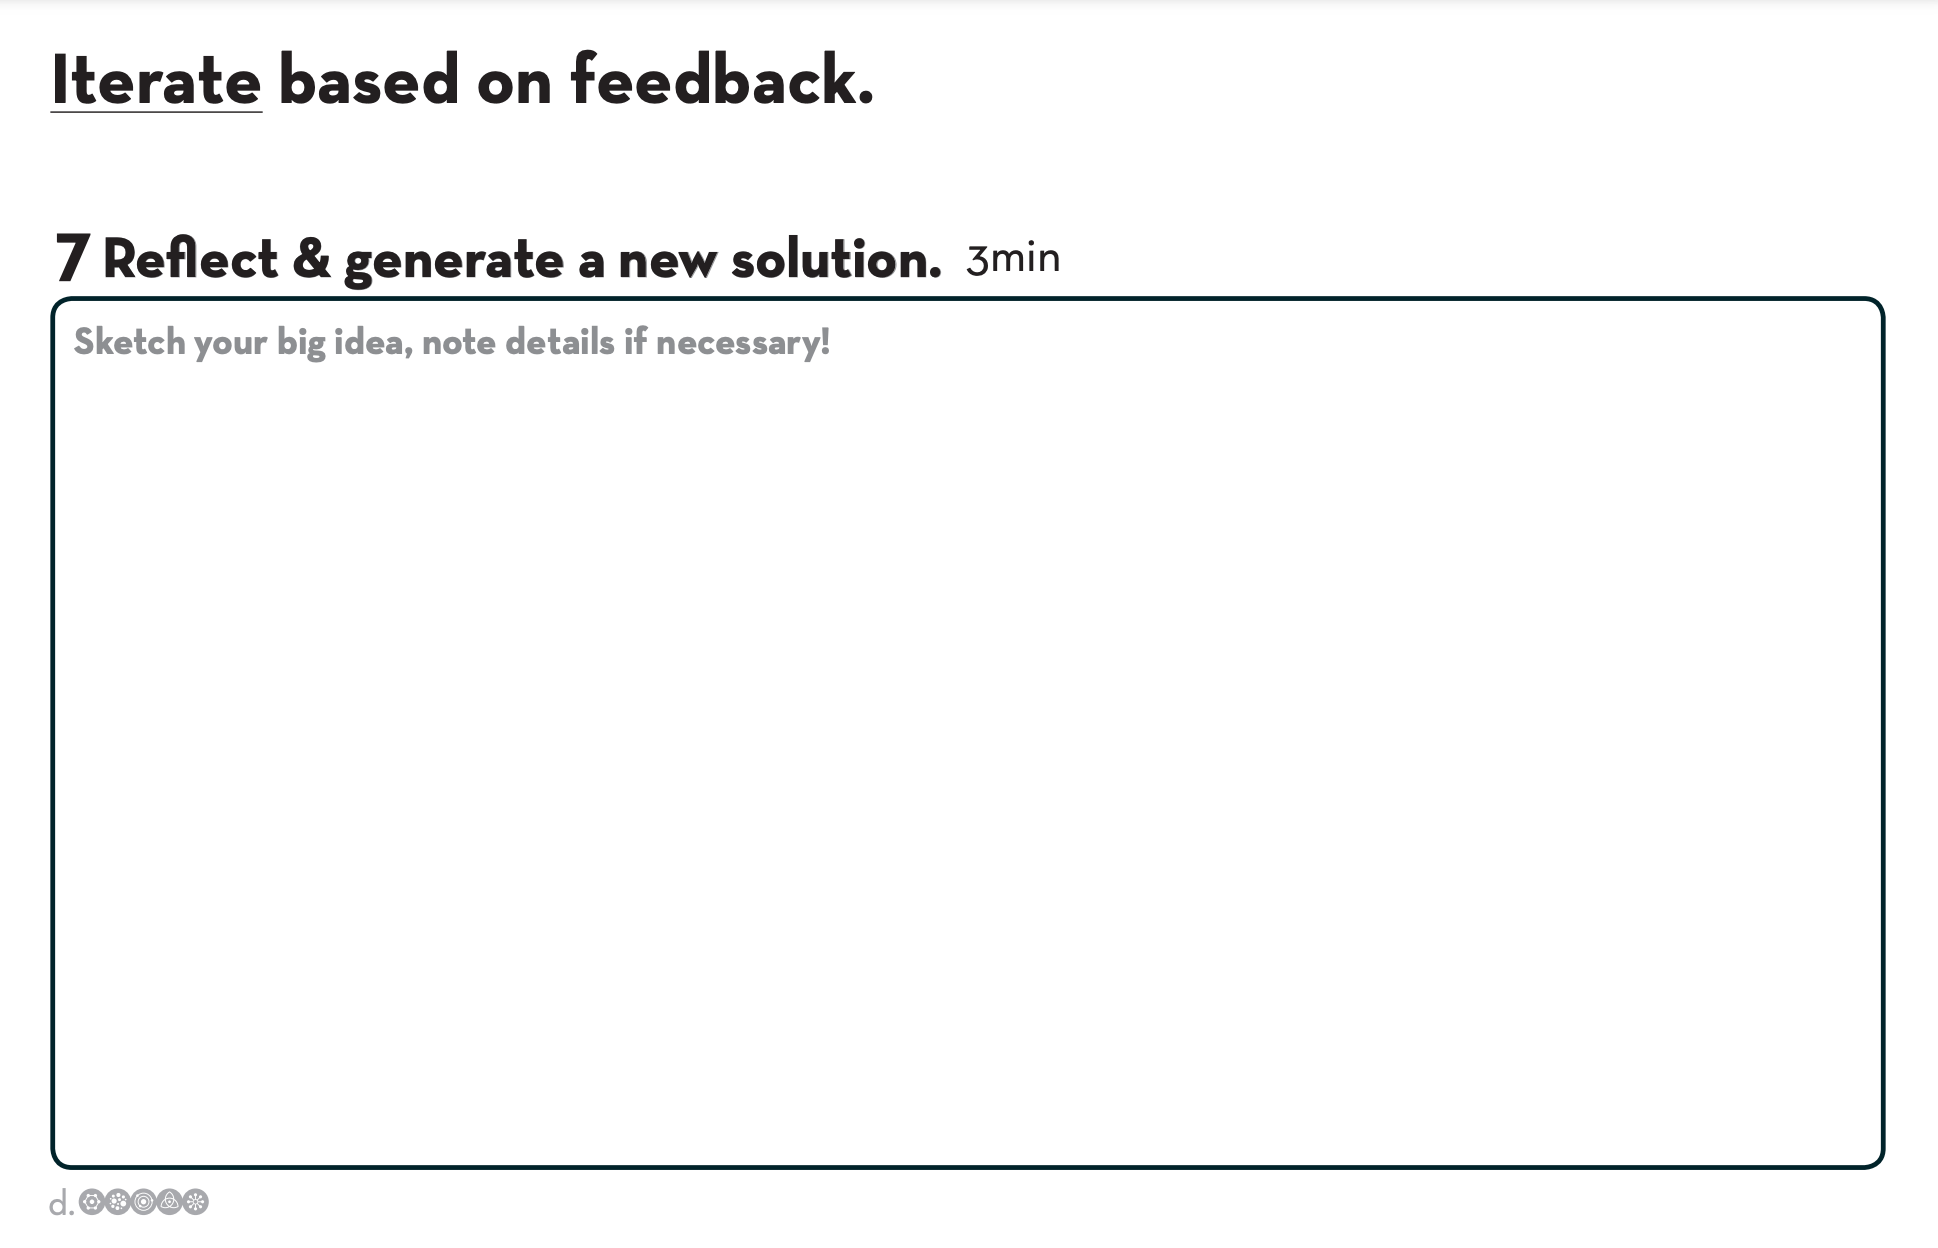 Iterate based on feedback.
7 Reflect & generate a new solution. 3min
Sketch your big idea, note details if necessary!
d.